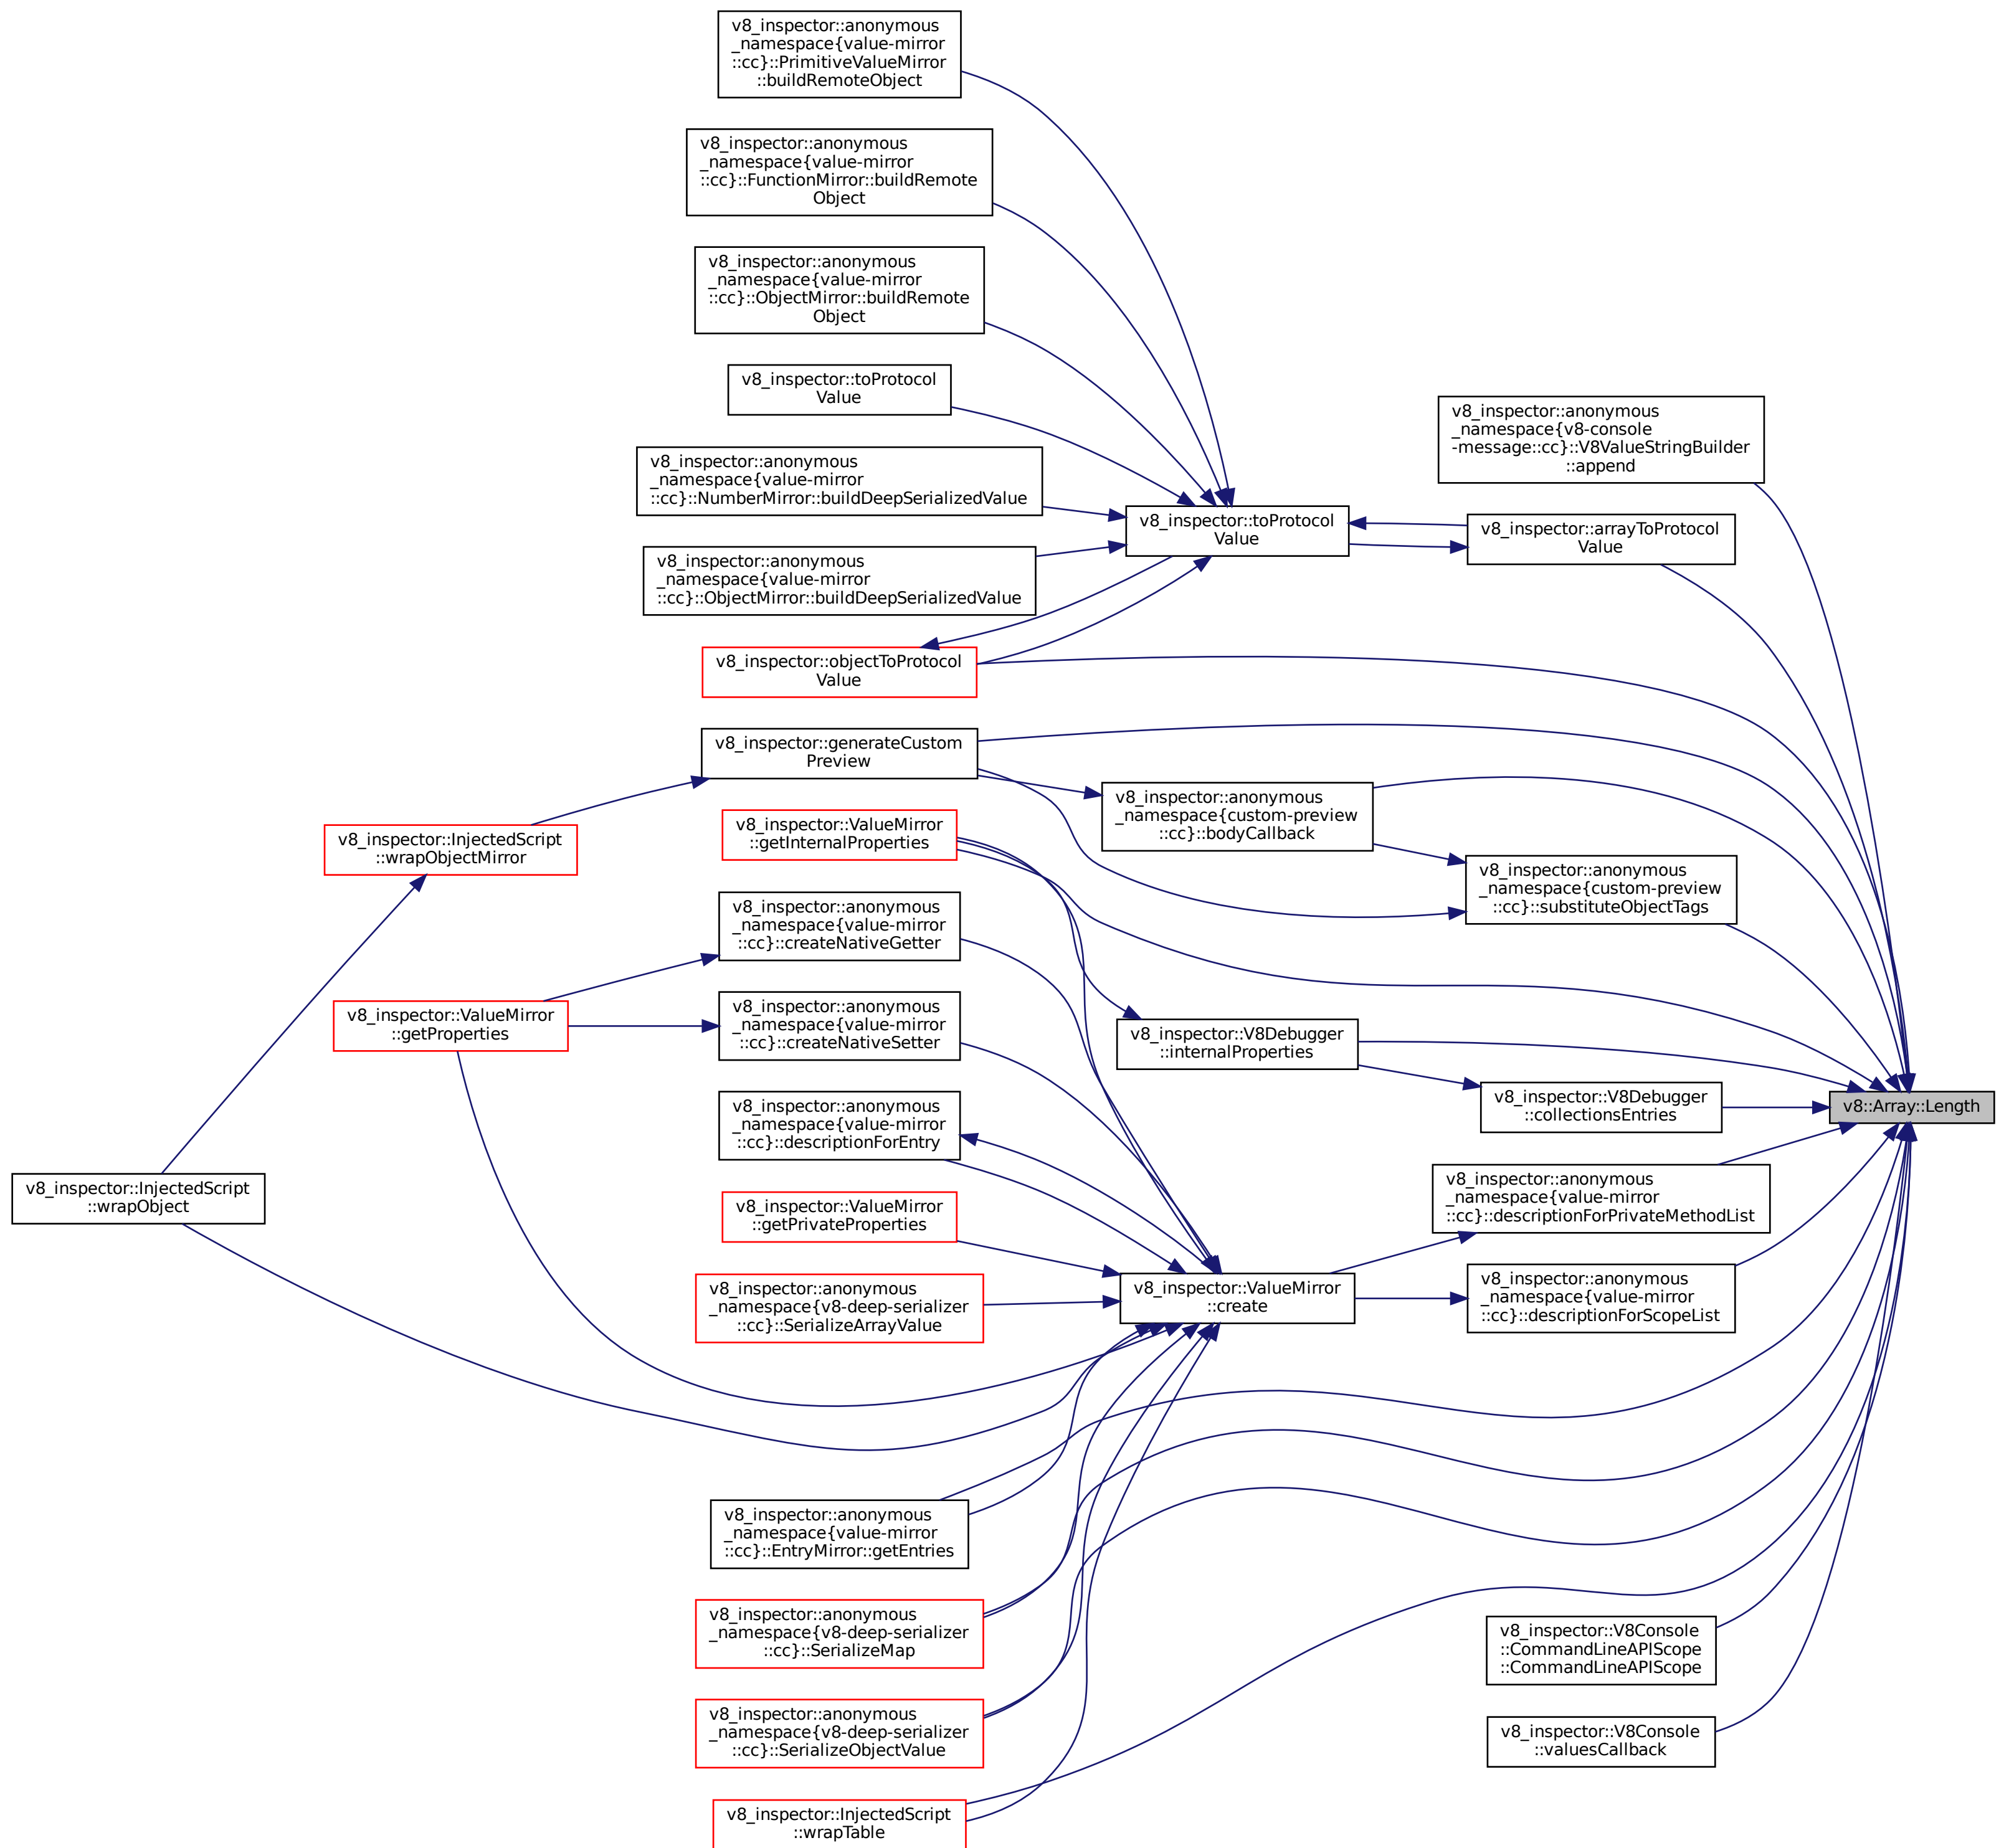 v8_inspector::anonymous
_namespace{value-mirror
::cc}::PrimitiveValueMirror
::buildRemoteObject
v8_inspector::anonymous
_namespace{value-mirror
::cc}::FunctionMirror::buildRemote
Object
v8_inspector::anonymous
_namespace{value-mirror
::cc}::ObjectMirror::buildRemote
Object
v8_inspector::toProtocol
Value
v8_inspector::anonymous
_namespace{v8-console
-message::cc}::V8ValueStringBuilder
::append
v8_inspector::anonymous
_namespace{value-mirror
::cc}::NumberMirror::buildDeepSerializedValue
v8_inspector::toProtocol
Value
v8_inspector::arrayToProtocol
Value
v8_inspector::anonymous
_namespace{value-mirror
::cc}::ObjectMirror::buildDeepSerializedValue
v8_inspector::objectToProtocol
Value
v8_inspector::generateCustom
Preview
v8_inspector::anonymous
_namespace{custom-preview
::cc}::bodyCallback
v8_inspector::InjectedScript
::wrapObjectMirror
v8_inspector::ValueMirror
::getInternalProperties
v8_inspector::anonymous
_namespace{custom-preview
::cc}::substituteObjectTags
v8_inspector::anonymous
_namespace{value-mirror
::cc}::createNativeGetter
v8_inspector::ValueMirror
::getProperties
v8_inspector::anonymous
_namespace{value-mirror
::cc}::createNativeSetter
v8_inspector::V8Debugger
::internalProperties
v8_inspector::V8Debugger
::collectionsEntries
v8::Array::Length
v8_inspector::anonymous
_namespace{value-mirror
::cc}::descriptionForEntry
v8_inspector::InjectedScript
::wrapObject
v8_inspector::ValueMirror
::getPrivateProperties
v8_inspector::anonymous
_namespace{value-mirror
::cc}::descriptionForPrivateMethodList
v8_inspector::anonymous
_namespace{v8-deep-serializer
::cc}::SerializeArrayValue
v8_inspector::ValueMirror
::create
v8_inspector::anonymous
_namespace{value-mirror
::cc}::descriptionForScopeList
v8_inspector::anonymous
_namespace{value-mirror
::cc}::EntryMirror::getEntries
v8_inspector::anonymous
_namespace{v8-deep-serializer
::cc}::SerializeMap
v8_inspector::V8Console
::CommandLineAPIScope
::CommandLineAPIScope
v8_inspector::anonymous
_namespace{v8-deep-serializer
::cc}::SerializeObjectValue
v8_inspector::V8Console
::valuesCallback
v8_inspector::InjectedScript
::wrapTable